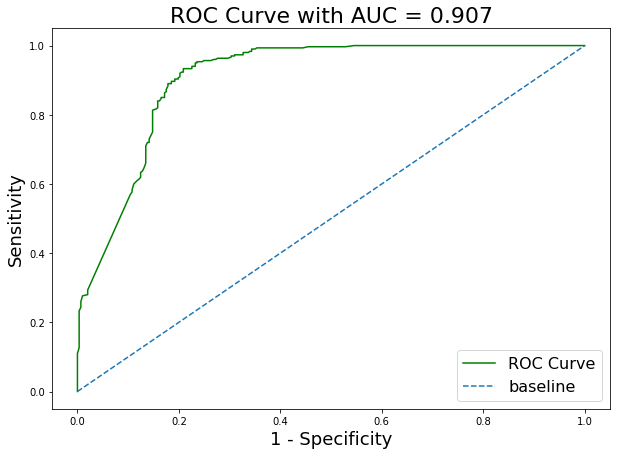 ROC Curve with AUC = 0.907
Sensitivity
1.0
0.8
0.6
0.4
0.2
0.0
0.0 0.2 0.4 0.6 0.8 1.0
1 - Specificity
ROC Curve
baseline